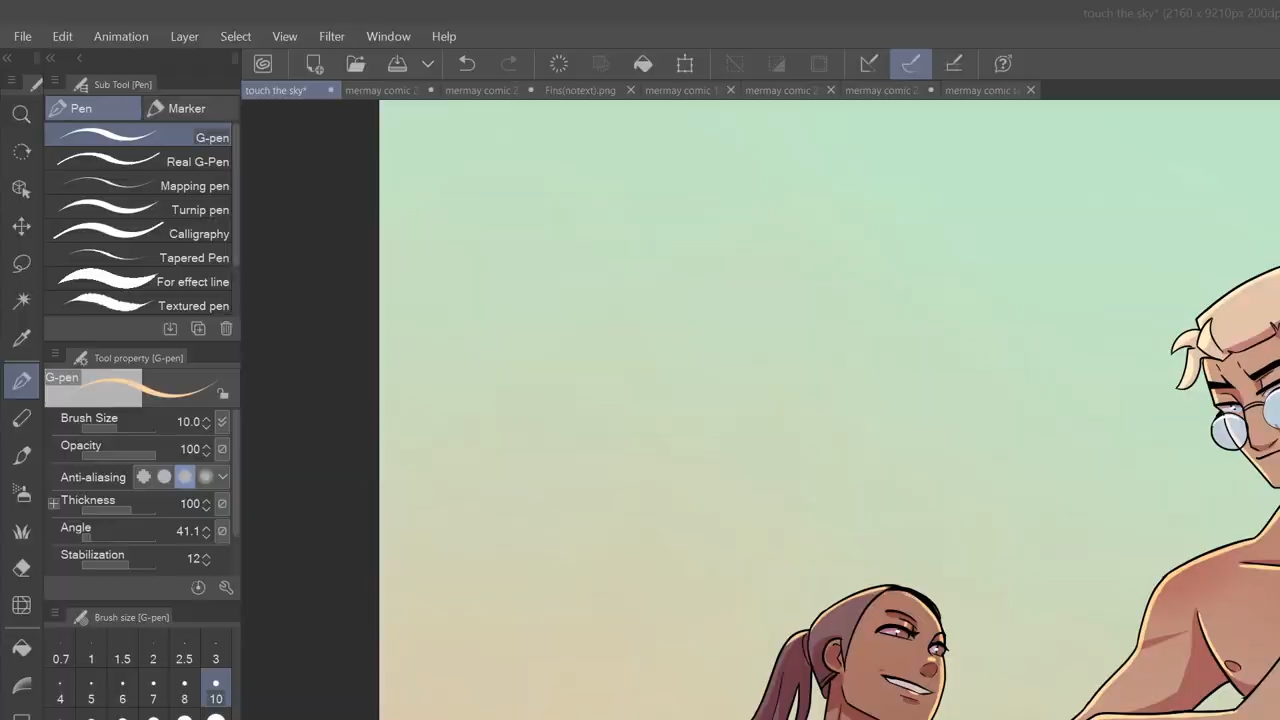 touch the sky* (2160 x 9210px 200dp
File Edit Animation Layer Select View Filter Window Help
Sub Tool [Pen]
touch the sky* mermay comic 2 mermay comic 2 Fins(notext).png mermay comic 1 mermay comic 2 mermay comic 2. mermay comic te
Pen Marker
G-pen
Real G-Pen
Mapping pen
Turnip pen
Calligraphy
Tapered Pen
For effect line
Textured pen
Tool property [G-pen]
G-pen
Brush Size 10.0
Opacity 100
Anti-aliasing
Thickness 100
Angle 41.1
Stabilization 12
Brush size [G-pen]
0.7 1 1.5 2 2.5 3
4 5 6 7 8 10